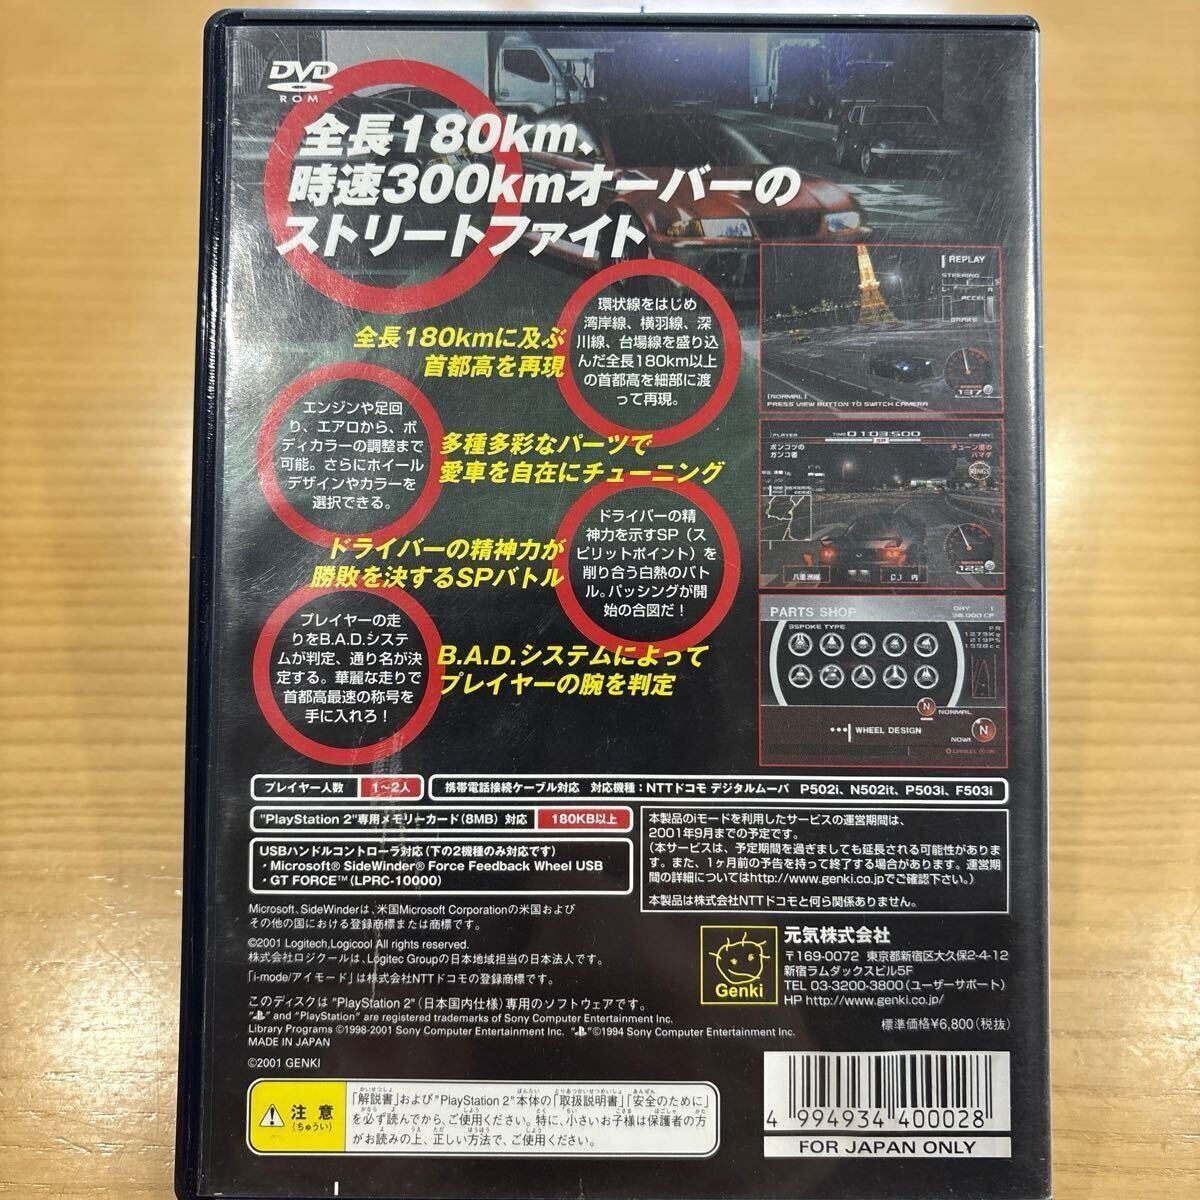 DVD
ROM
全長180km、
時速300kmオーバーの
ストリートファイト
全長180kmに及ぶ
首都高を再現
環状線をはじめ
湾岸線、横羽線、深
川線、台場線を盛り込
んだ全長180km以上
の首都高を細部に渡
って再現。
エンジンや足回
り、エアロから、ボ
ディカラーの調整まで
可能。さらにホイール
デザインやカラーを
選択できる。
多種多彩なパーツで
愛車を自在にチューニング
ドライバーの精神力が
勝敗を決するSPバトル
ドライバーの精
神力を示すSP（ス
ピリットポイント）を
削り合う白熱のバト
ル。パッシングが開
始の合図だ！
プレイヤーの走
りをB.A.D.システ
ムが判定、通り名が決
定する。華麗な走りで
首都高最速の称号を
手に入れろ！
B.A.D.システムによって
プレイヤーの腕を判定
REPLAY
STEERING
ACCEL
BRAKE
137
[NORMAL]
PRESS VIEW BUTTON TO SWITCH CAMERA
PLAYER
TIME 01:03:500
ENEMY
SP
ポンコツの
ガンコ者
122
八重洲線
C.1 内
PARTS SHOP
DAY 1
38,000 CP
3SPOKE TYPE
FR
1279Kg
219PS
1998cc
N
NORMAL
WHEEL DESIGN
NOW!
N
プレイヤー人数 1～2人
携帯電話接続ケーブル対応 対応機種：NTTドコモ デジタルムーバ P502i、N502it、P503i、F503i
"PlayStation 2"専用メモリーカード(8MB) 対応 180KB以上
USBハンドルコントローラ対応(下の2機種のみ対応です)
・Microsoft® SideWinder® Force Feedback Wheel USB
・GT FORCE™(LPRC-10000)
本製品のiモードを利用したサービスの運営期間は、
2001年9月までの予定です。
(本サービスは、予定期間を過ぎましても延長される可能性がありま
す。また、1ヶ月前の予告を持って終了する場合があります。運営期
間の詳細についてはhttp://www.genki.co.jpでご確認下さい。)
本製品は株式会社NTTドコモと何ら関係ありません。
Microsoft、SideWinderは、米国Microsoft Corporationの米国および
その他の国における登録商標または商標です。
©2001 Logitech,Logicool All rights reserved.
株式会社ロジクールは、Logitec Groupの日本地域担当の日本法人です。
「i-mode/アイモード」は株式会社NTTドコモの登録商標です。
このディスクは "PlayStation 2" (日本国内仕様) 専用のソフトウェアです。
" " and "PlayStation" are registered trademarks of Sony Computer Entertainment Inc.
Library Programs ©1998-2001 Sony Computer Entertainment Inc. " "©1994 Sony Computer Entertainment Inc.
MADE IN JAPAN
©2001 GENKI
Genki
元気株式会社
〒169-0072 東京都新宿区大久保2-4-12
新宿ラムダックスビル5F
TEL 03-3200-3800 (ユーザーサポート)
HP http://www.genki.co.jp/
標準価格¥6,800(税抜)
注意
(ちゅうい)
「解説書」および"PlayStation 2"本体の「取扱説明書」「安全のために」
を必ず読んでから、ご使用ください。特に、小さいお子様は保護者の方
がお読みの上、正しい方法で、ご使用ください。
4 994934 400028
FOR JAPAN ONLY